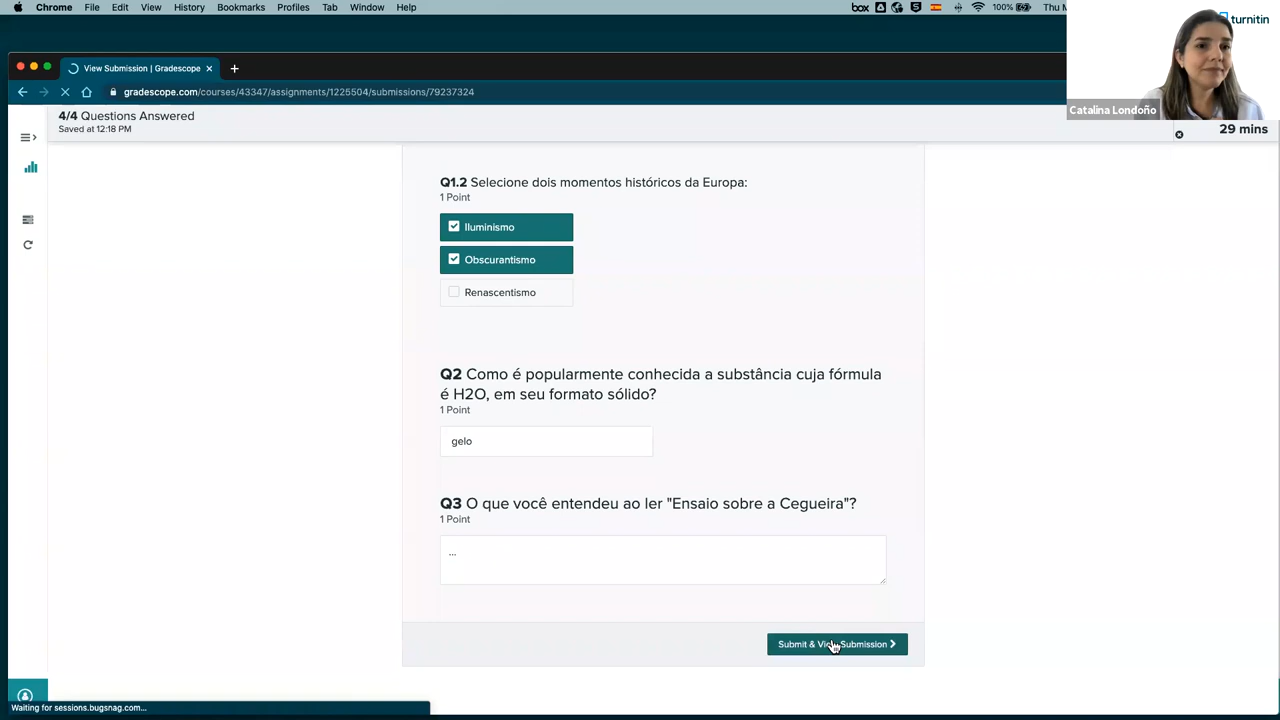 Chrome File Edit View History Bookmarks Profiles Tab Window Help
box 100% Thu M
turnitin
View Submission | Gradescope
gradescope.com/courses/43347/assignments/1225504/submissions/79237324
Catalina Londoño
4/4 Questions Answered
Saved at 12:18 PM
29 mins
Q1.2 Selecione dois momentos históricos da Europa:
1 Point
Iluminismo
Obscurantismo
Renascentismo
Q2 Como é popularmente conhecida a substância cuja fórmula
é H2O, em seu formato sólido?
1 Point
gelo
Q3 O que você entendeu ao ler "Ensaio sobre a Cegueira"?
1 Point
...
Submit & View Submission
Waiting for sessions.bugsnag.com...